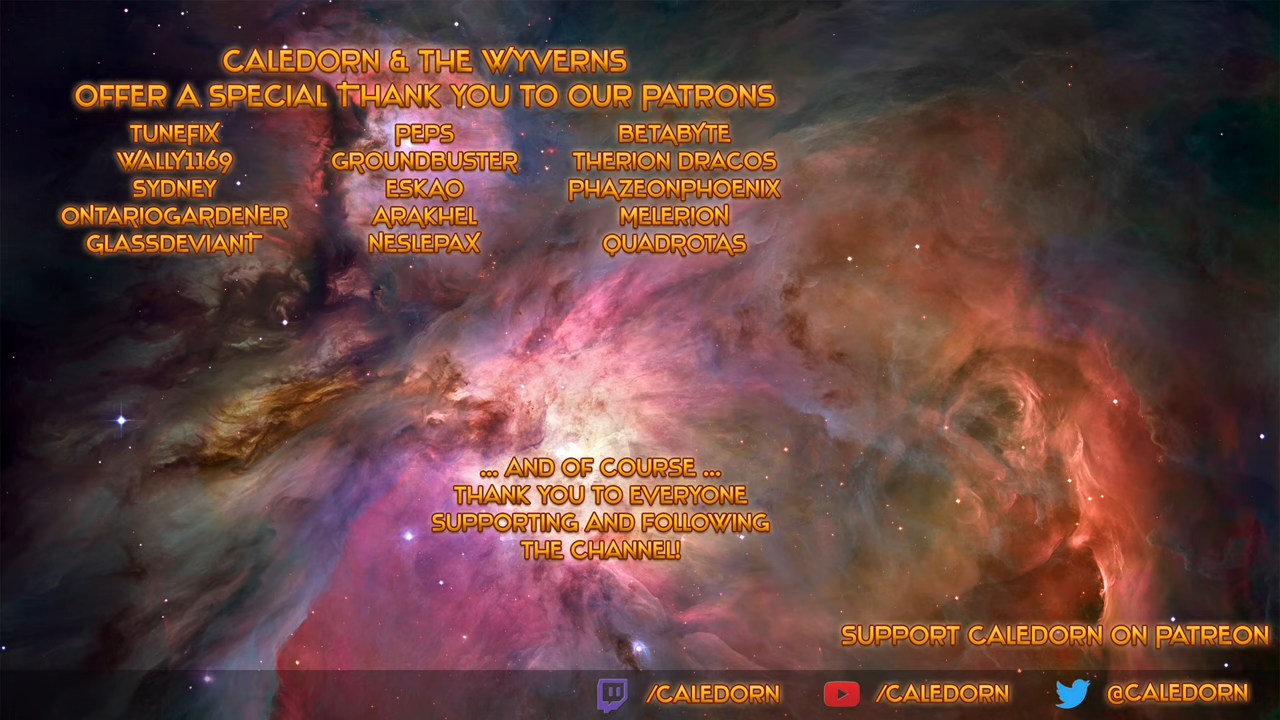 CALEDORN & THE WYVERNS
OFFER A SPECIAL THANK YOU TO OUR PATRONS
TUNEFIX
WALLY1169
SYDNEY
ONTARIOGARDENER
GLASSDEVIANT
PEPS
GROUNDBUSTER
ESKAO
ARAKHEL
NESLEPAX
BETABYTE
THERION DRACOS
PHAZEONPHOENIX
MELERION
QUADROTAS
... AND OF COURSE ...
THANK YOU TO EVERYONE
SUPPORTING AND FOLLOWING
THE CHANNEL!
SUPPORT CALEDORN ON PATREON
/CALEDORN
/CALEDORN
@CALEDORN